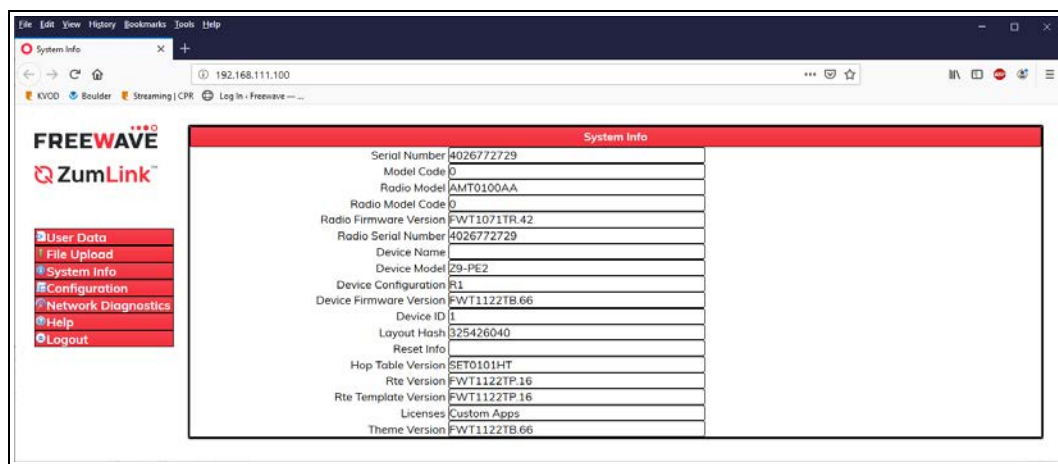 File Edit View History Bookmarks Tools Help
System Info
192.168.111.100
KVOD Boulder Streaming | CPR Log In ‹ Freewave — ...
FREEWAVE
ZumLink™
User Data
File Upload
System Info
Configuration
Network Diagnostics
Help
Logout
System Info
Serial Number 4026772729
Model Code 0
Radio Model AMT0100AA
Radio Model Code 0
Radio Firmware Version FWT1071TR.42
Radio Serial Number 4026772729
Device Name
Device Model Z9-PE2
Device Configuration R1
Device Firmware Version FWT1122TB.66
Device ID 1
Layout Hash 325426040
Reset Info
Hop Table Version SET0101HT
Rte Version FWT1122TP.16
Rte Template Version FWT1122TP.16
Licenses Custom Apps
Theme Version FWT1122TB.66